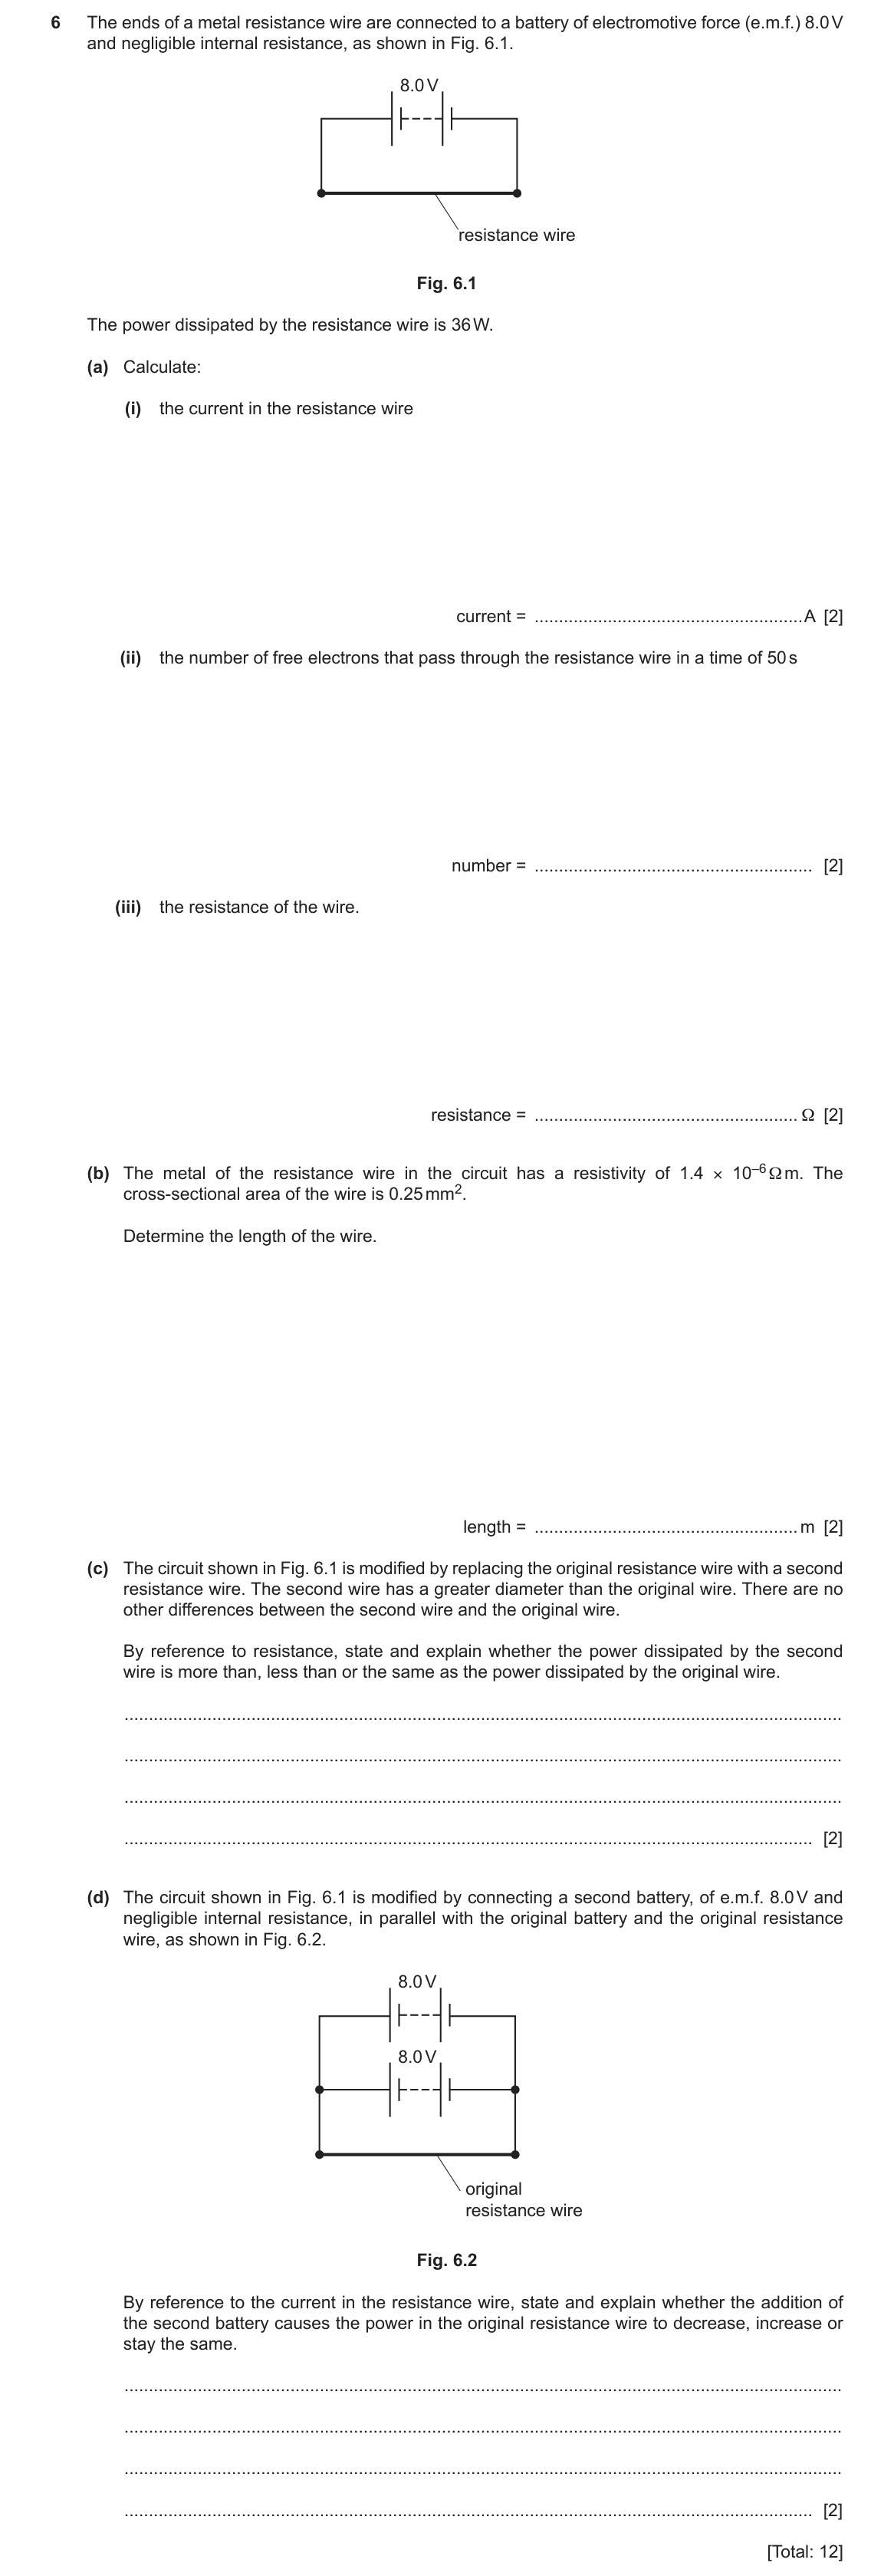 6 The ends of a metal resistance wire are connected to a battery of electromotive force (e.m.f.) 8.0V
and negligible internal resistance, as shown in Fig. 6.1.
8.0V
resistance wire
Fig. 6.1
The power dissipated by the resistance wire is 36W.
(a) Calculate:
(i) the current in the resistance wire
current = ....................................................... A [2]
(ii) the number of free electrons that pass through the resistance wire in a time of 50s
number = ......................................................... [2]
(iii) the resistance of the wire.
resistance = ...................................................... Ω [2]
(b) The metal of the resistance wire in the circuit has a resistivity of 1.4 × 10⁻⁶Ωm. The
cross-sectional area of the wire is 0.25mm².
Determine the length of the wire.
length = ...................................................... m [2]
(c) The circuit shown in Fig. 6.1 is modified by replacing the original resistance wire with a second
resistance wire. The second wire has a greater diameter than the original wire. There are no
other differences between the second wire and the original wire.
By reference to resistance, state and explain whether the power dissipated by the second
wire is more than, less than or the same as the power dissipated by the original wire.
...................................................................................................................................................
...................................................................................................................................................
...................................................................................................................................................
............................................................................................................................................. [2]
(d) The circuit shown in Fig. 6.1 is modified by connecting a second battery, of e.m.f. 8.0V and
negligible internal resistance, in parallel with the original battery and the original resistance
wire, as shown in Fig. 6.2.
8.0V
8.0V
original
resistance wire
Fig. 6.2
By reference to the current in the resistance wire, state and explain whether the addition of
the second battery causes the power in the original resistance wire to decrease, increase or
stay the same.
...................................................................................................................................................
...................................................................................................................................................
...................................................................................................................................................
............................................................................................................................................. [2]
[Total: 12]